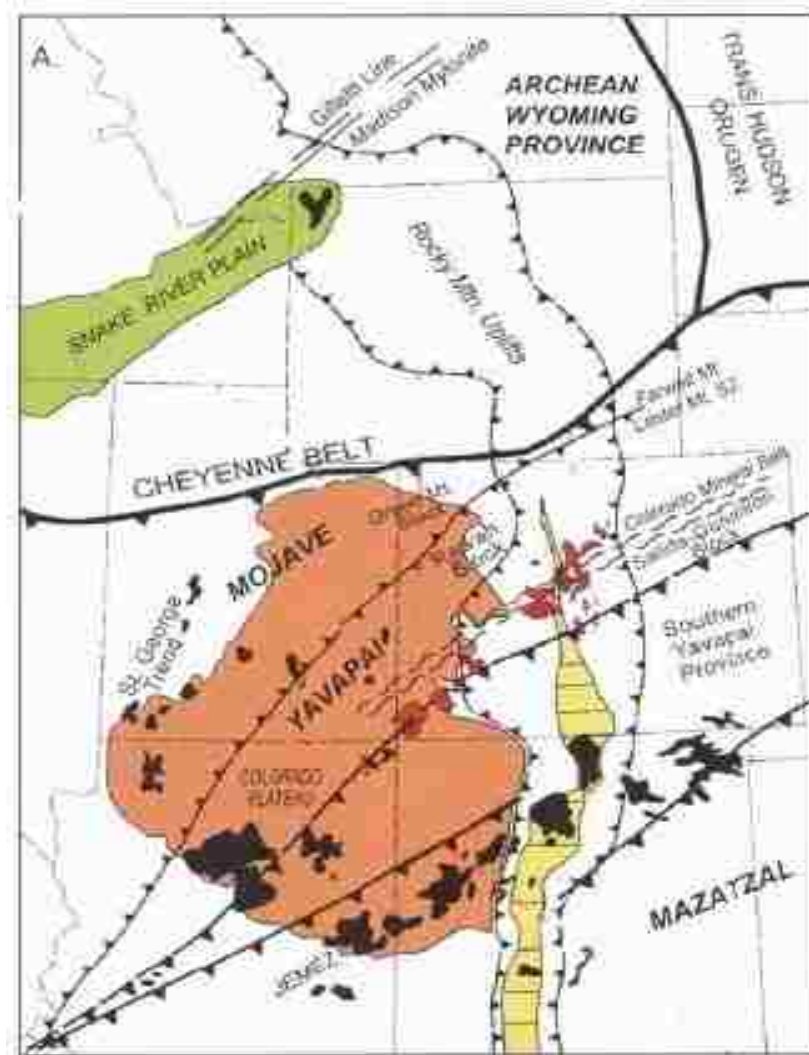 A.
Gillette Line
Madison Mylonite
ARCHEAN
WYOMING
PROVINCE
TRANS HUDSON
OROGEN
SNAKE RIVER PLAIN
Rocky Mtn. Uplifts
Farwell Mt.
Lester Mt. SZ.
CHEYENNE BELT
Colorado Mineral Belt
MOJAVE
St. George
Trend
YAVAPAI
Southern
Yavapai
Province
COLORADO
PLATEAU
MAZATZAL
JEMEZ